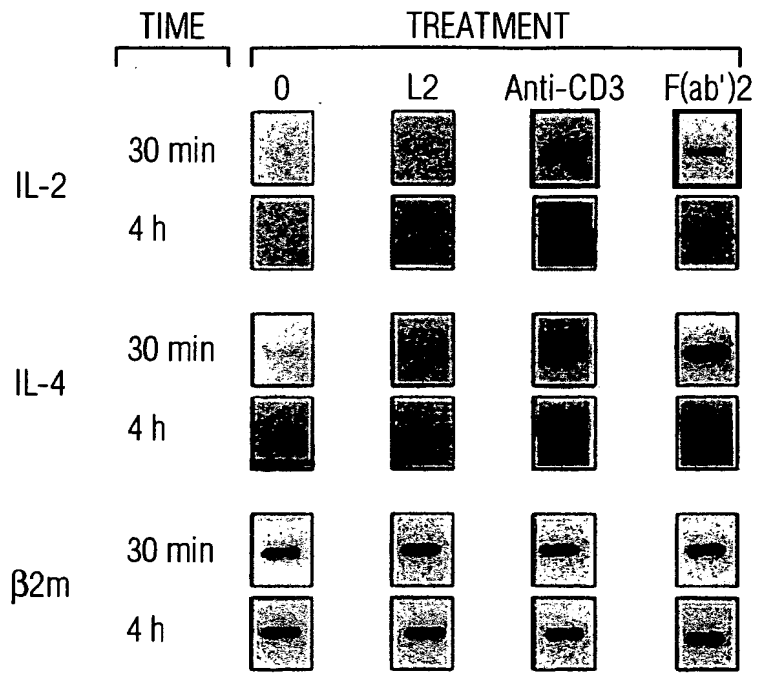 TIME TREATMENT
0 L2 Anti-CD3 F(ab')2
IL-2
30 min
4 h
IL-4
30 min
4 h
β2m
30 min
4 h